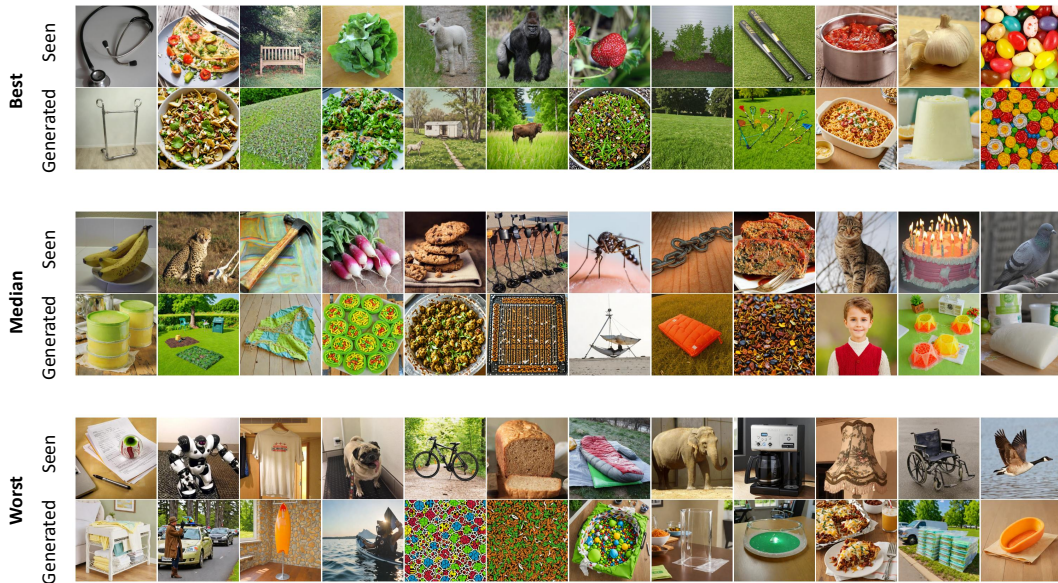 Best
Seen
Generated
Median
Seen
Generated
Worst
Seen
Generated